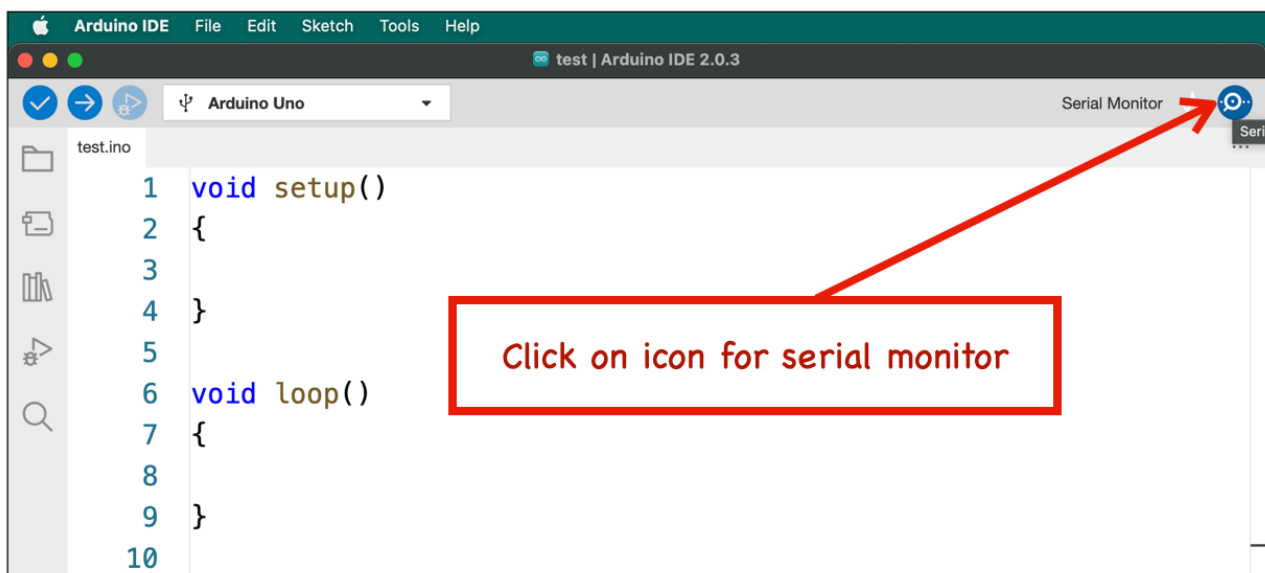 Arduino IDE File Edit Sketch Tools Help
test | Arduino IDE 2.0.3
Arduino Uno
Serial Monitor
Seri
test.ino
1 void setup()
2 {
3
4 }
5
6 void loop()
7 {
8
9 }
10
Click on icon for serial monitor